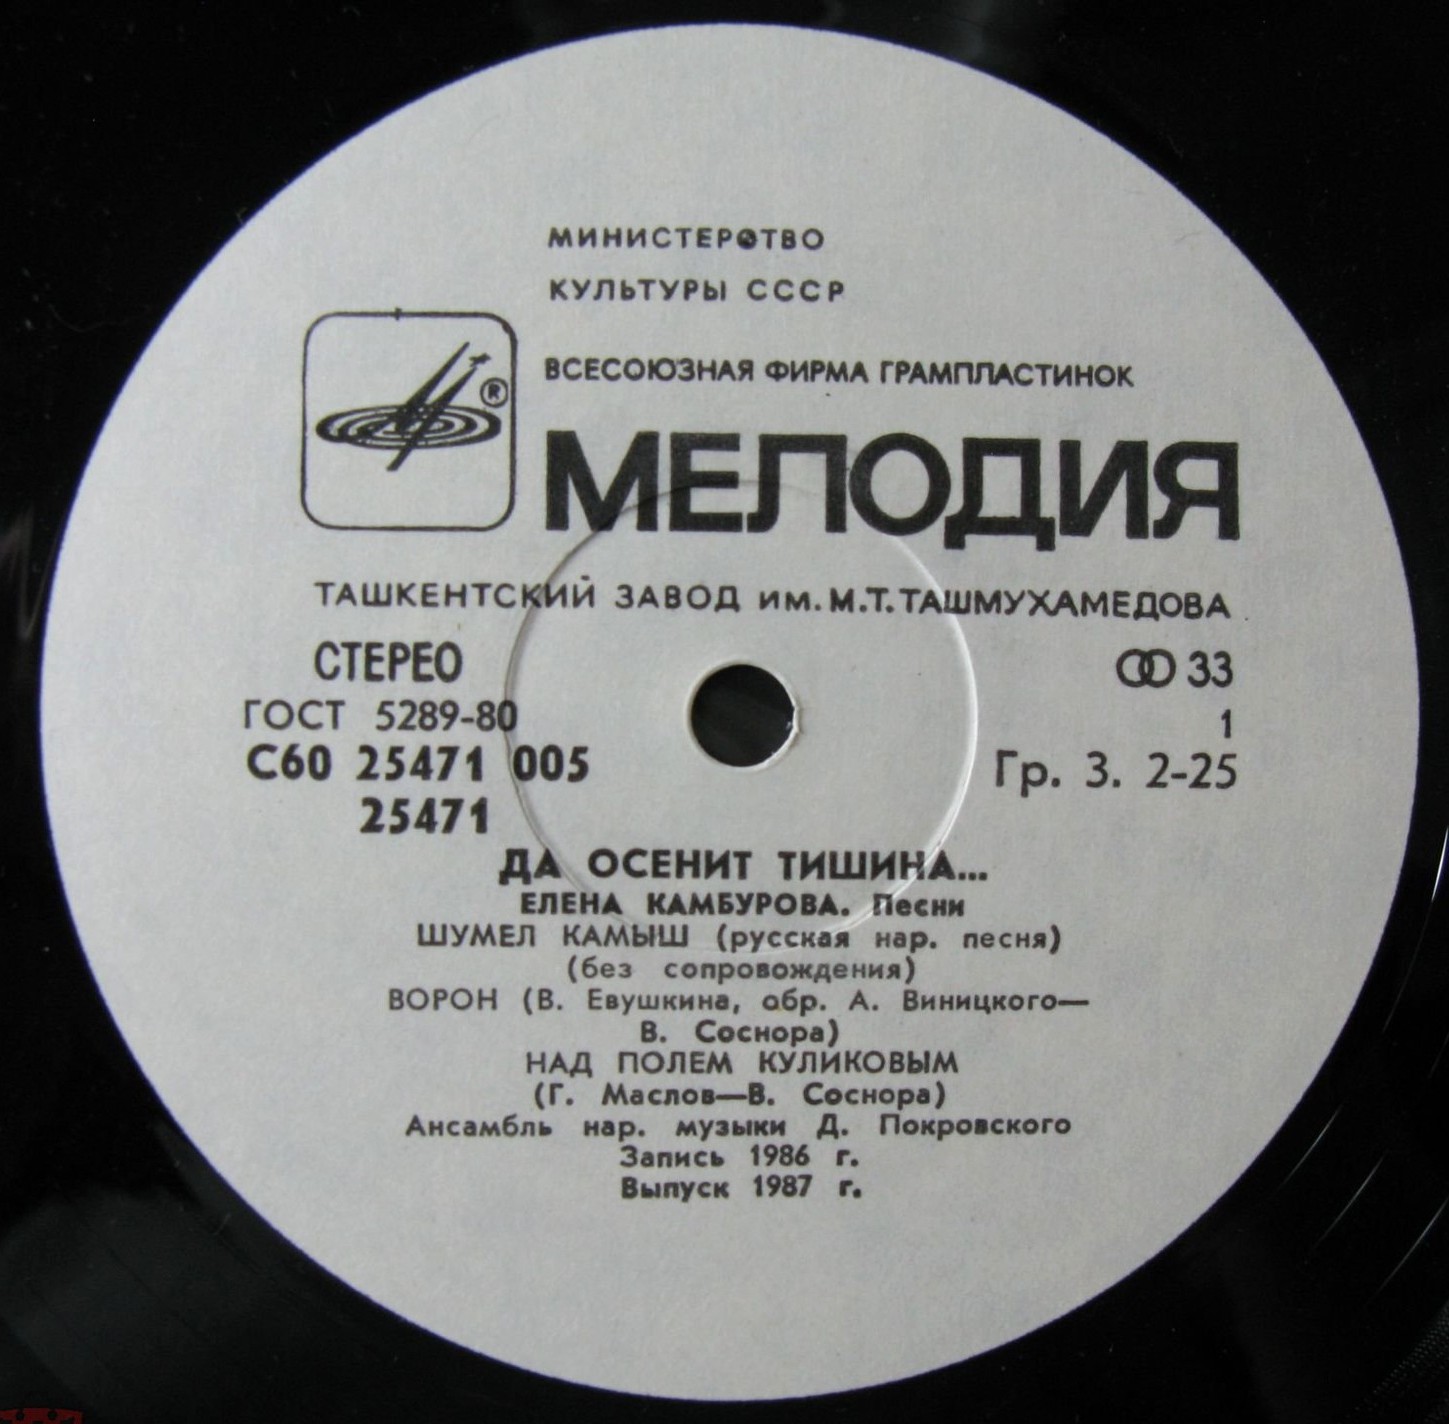 МИНИСТЕРСТВО
КУЛЬТУРЫ СССР
ВСЕСОЮЗНАЯ ФИРМА ГРАМПЛАСТИНОК
®
МЕЛОДИЯ
ТАШКЕНТСКИЙ ЗАВОД им. М.Т. ТАШМУХАМЕДОВА
СТЕРЕО 33
ГОСТ 5289-80 1
С60 25471 005 Гр. 3. 2-25
25471
ДА ОСЕНИТ ТИШИНА...
ЕЛЕНА КАМБУРОВА. Песни
ШУМЕЛ КАМЫШ (русская нар. песня)
(без сопровождения)
ВОРОН (В. Евушкина, обр. А. Виницкого—
В. Соснора)
НАД ПОЛЕМ КУЛИКОВЫМ
(Г. Маслов—В. Соснора)
Ансамбль нар. музыки Д. Покровского
Запись 1986 г.
Выпуск 1987 г.